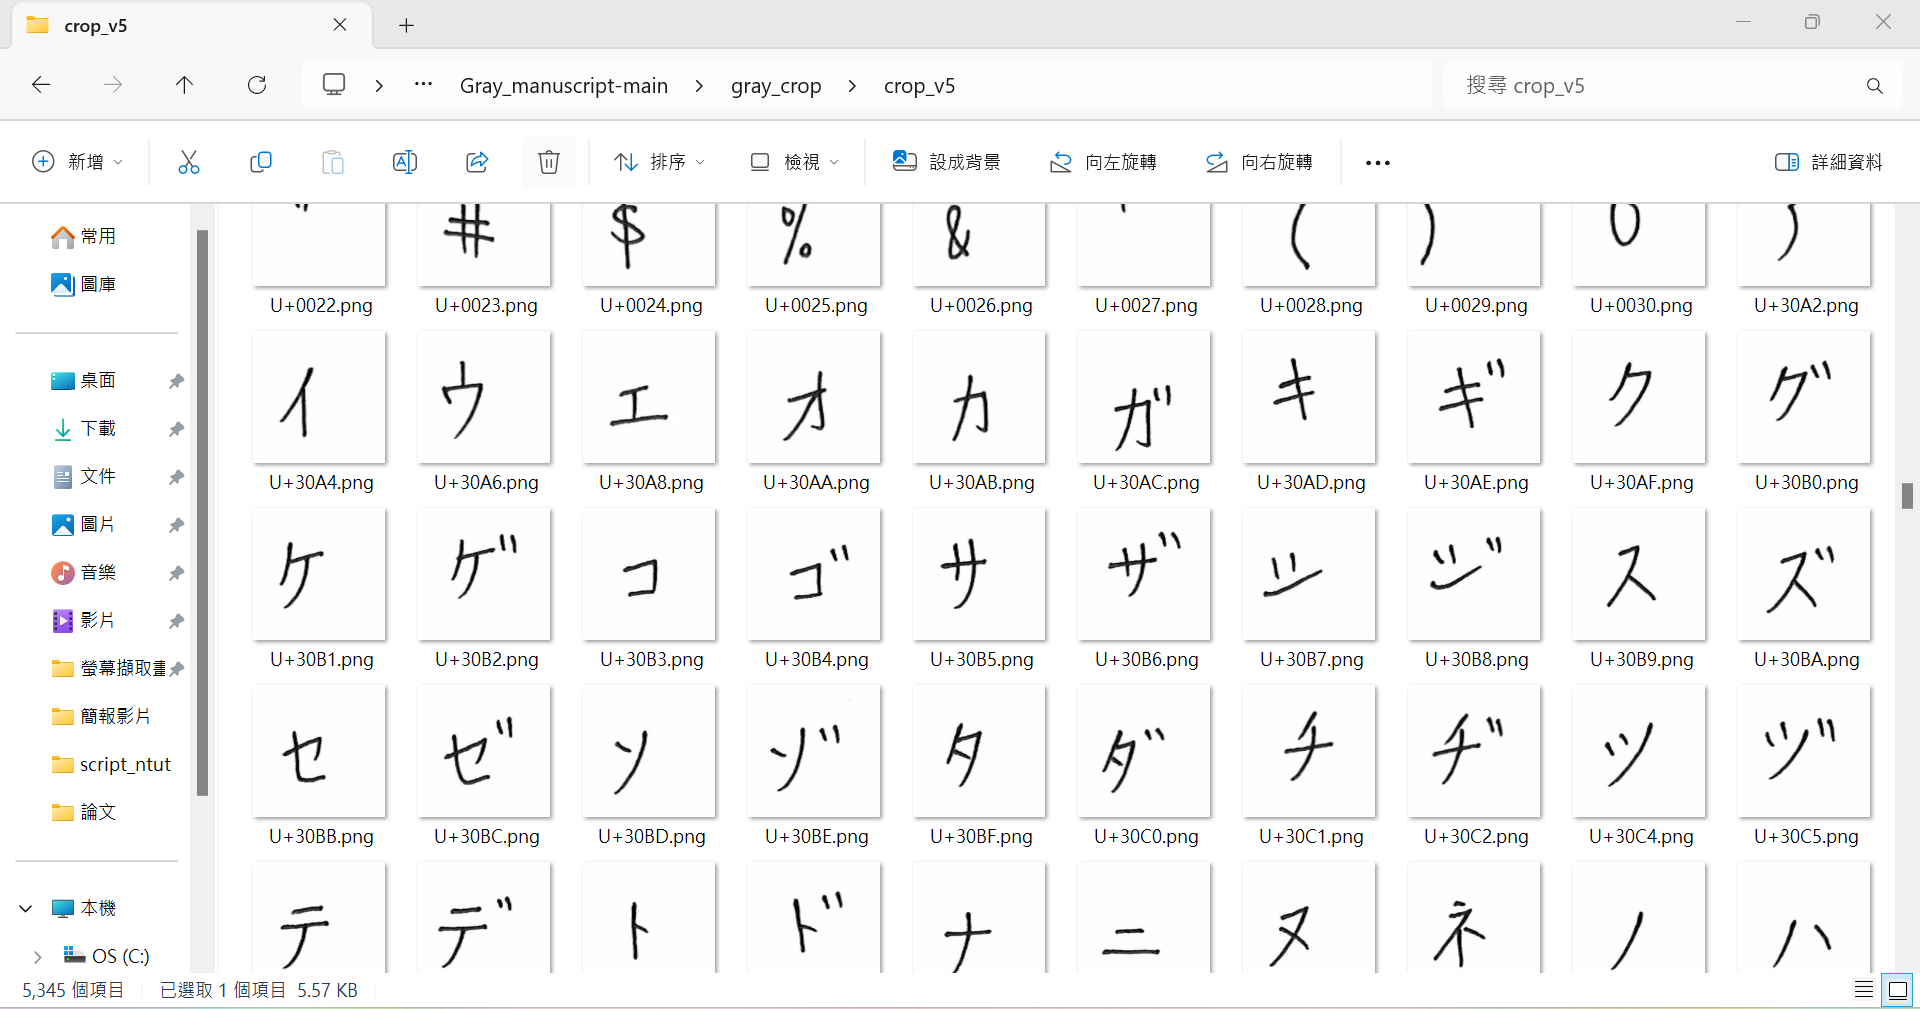 crop_v5
Gray_manuscript-main gray_crop crop_v5
搜尋 crop_v5
新增 排序 檢視 設成背景 向左旋轉 向右旋轉 詳細資料
常用
圖庫
桌面
下載
文件
圖片
音樂
影片
螢幕擷取畫
簡報影片
script_ntut
論文
本機
OS (C:)
" # $ % & ' ( ) 0
U+0022.png U+0023.png U+0024.png U+0025.png U+0026.png U+0027.png U+0028.png U+0029.png U+0030.png U+30A2.png
イ ウ エ オ カ ガ キ ギ ク グ
U+30A4.png U+30A6.png U+30A8.png U+30AA.png U+30AB.png U+30AC.png U+30AD.png U+30AE.png U+30AF.png U+30B0.png
ケ ゲ コ ゴ サ ザ シ ジ ス ズ
U+30B1.png U+30B2.png U+30B3.png U+30B4.png U+30B5.png U+30B6.png U+30B7.png U+30B8.png U+30B9.png U+30BA.png
セ ゼ ソ ゾ タ ダ チ ヂ ツ ヅ
U+30BB.png U+30BC.png U+30BD.png U+30BE.png U+30BF.png U+30C0.png U+30C1.png U+30C2.png U+30C4.png U+30C5.png
テ デ ト ド ナ ニ ヌ ネ ノ ハ
5,345 個項目 已選取 1 個項目 5.57 KB